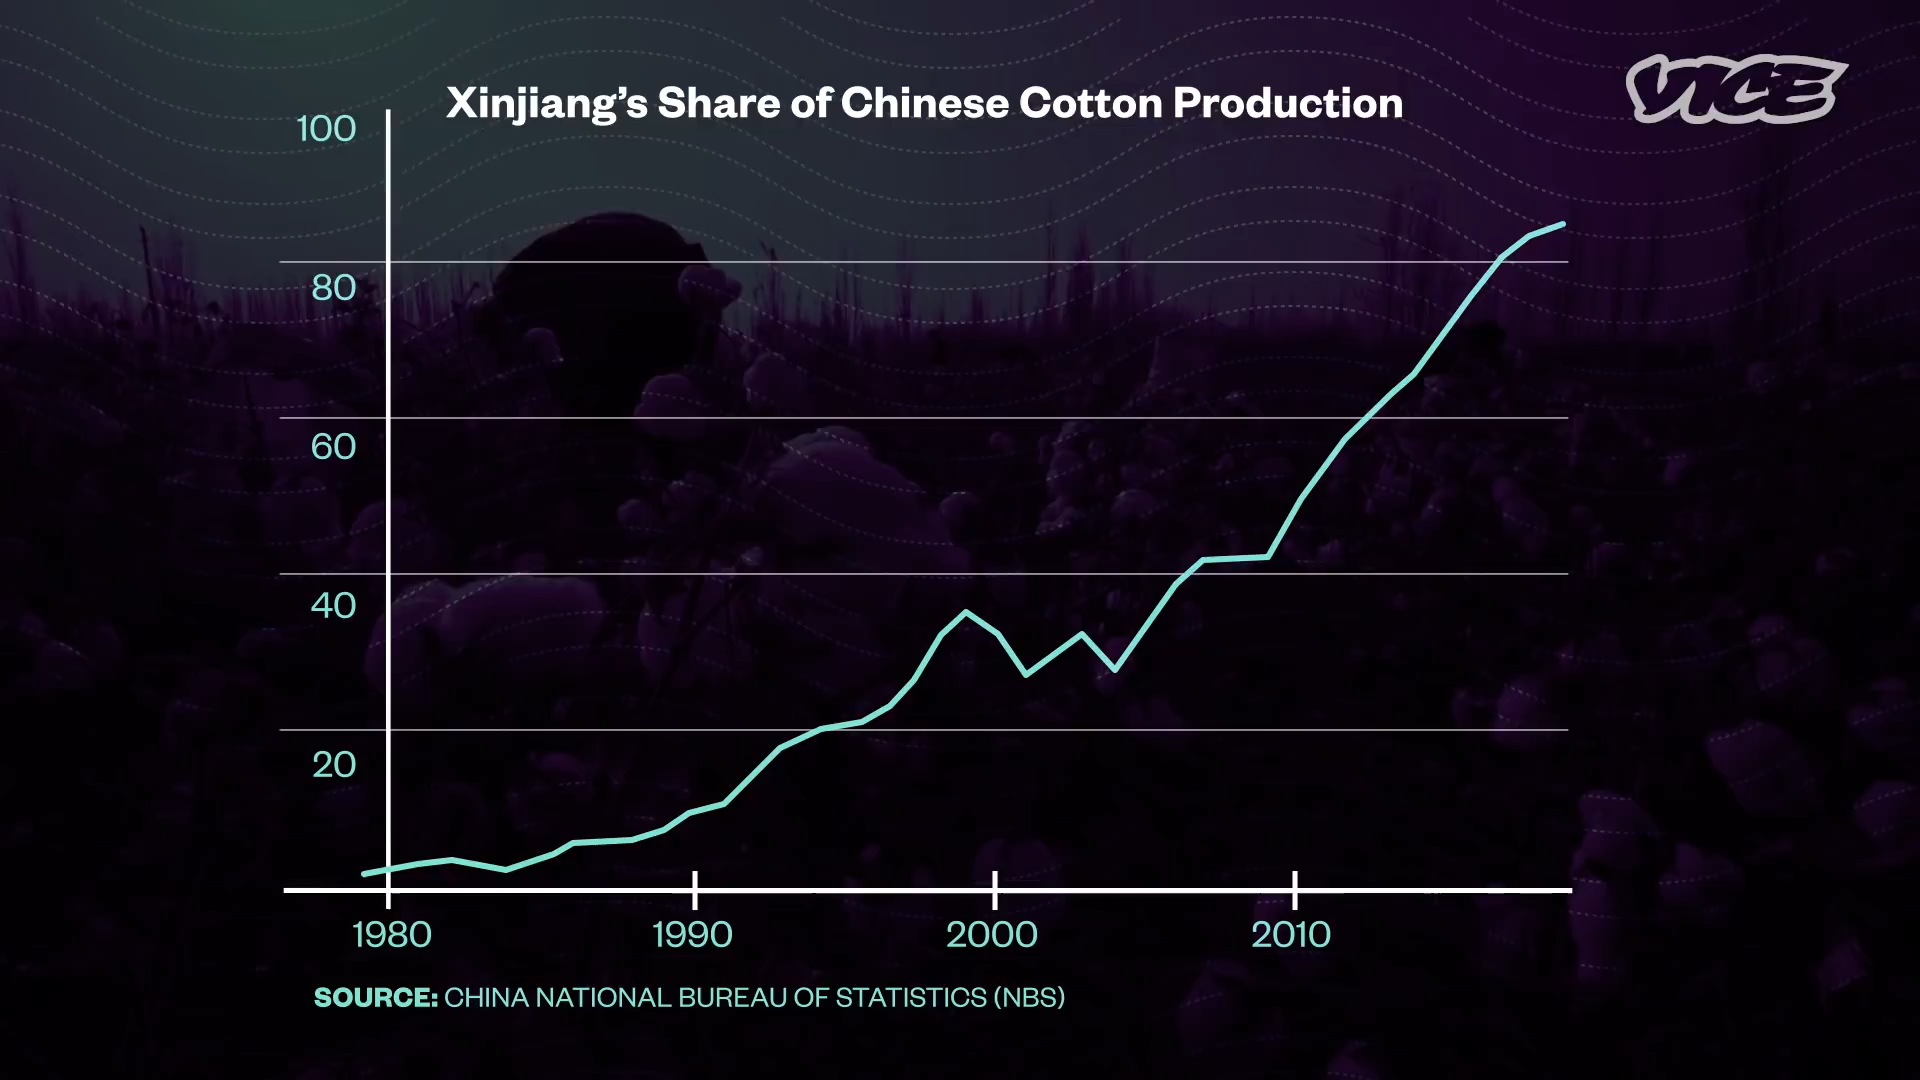 VICE
Xinjiang’s Share of Chinese Cotton Production
100
80
60
40
20
1980 1990 2000 2010
SOURCE: CHINA NATIONAL BUREAU OF STATISTICS (NBS)